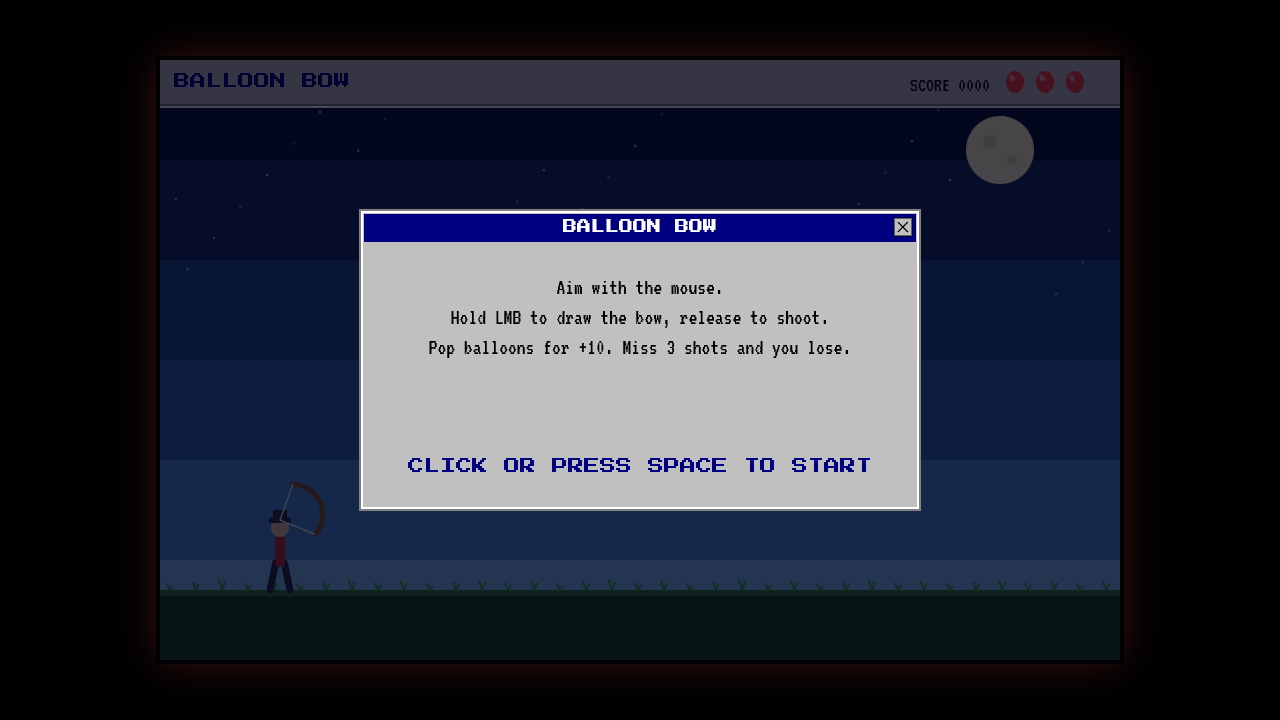 BALLOON BOW
SCORE 0000
BALLOON BOW
Aim with the mouse.
Hold LMB to draw the bow, release to shoot.
Pop balloons for +10. Miss 3 shots and you lose.
CLICK OR PRESS SPACE TO START